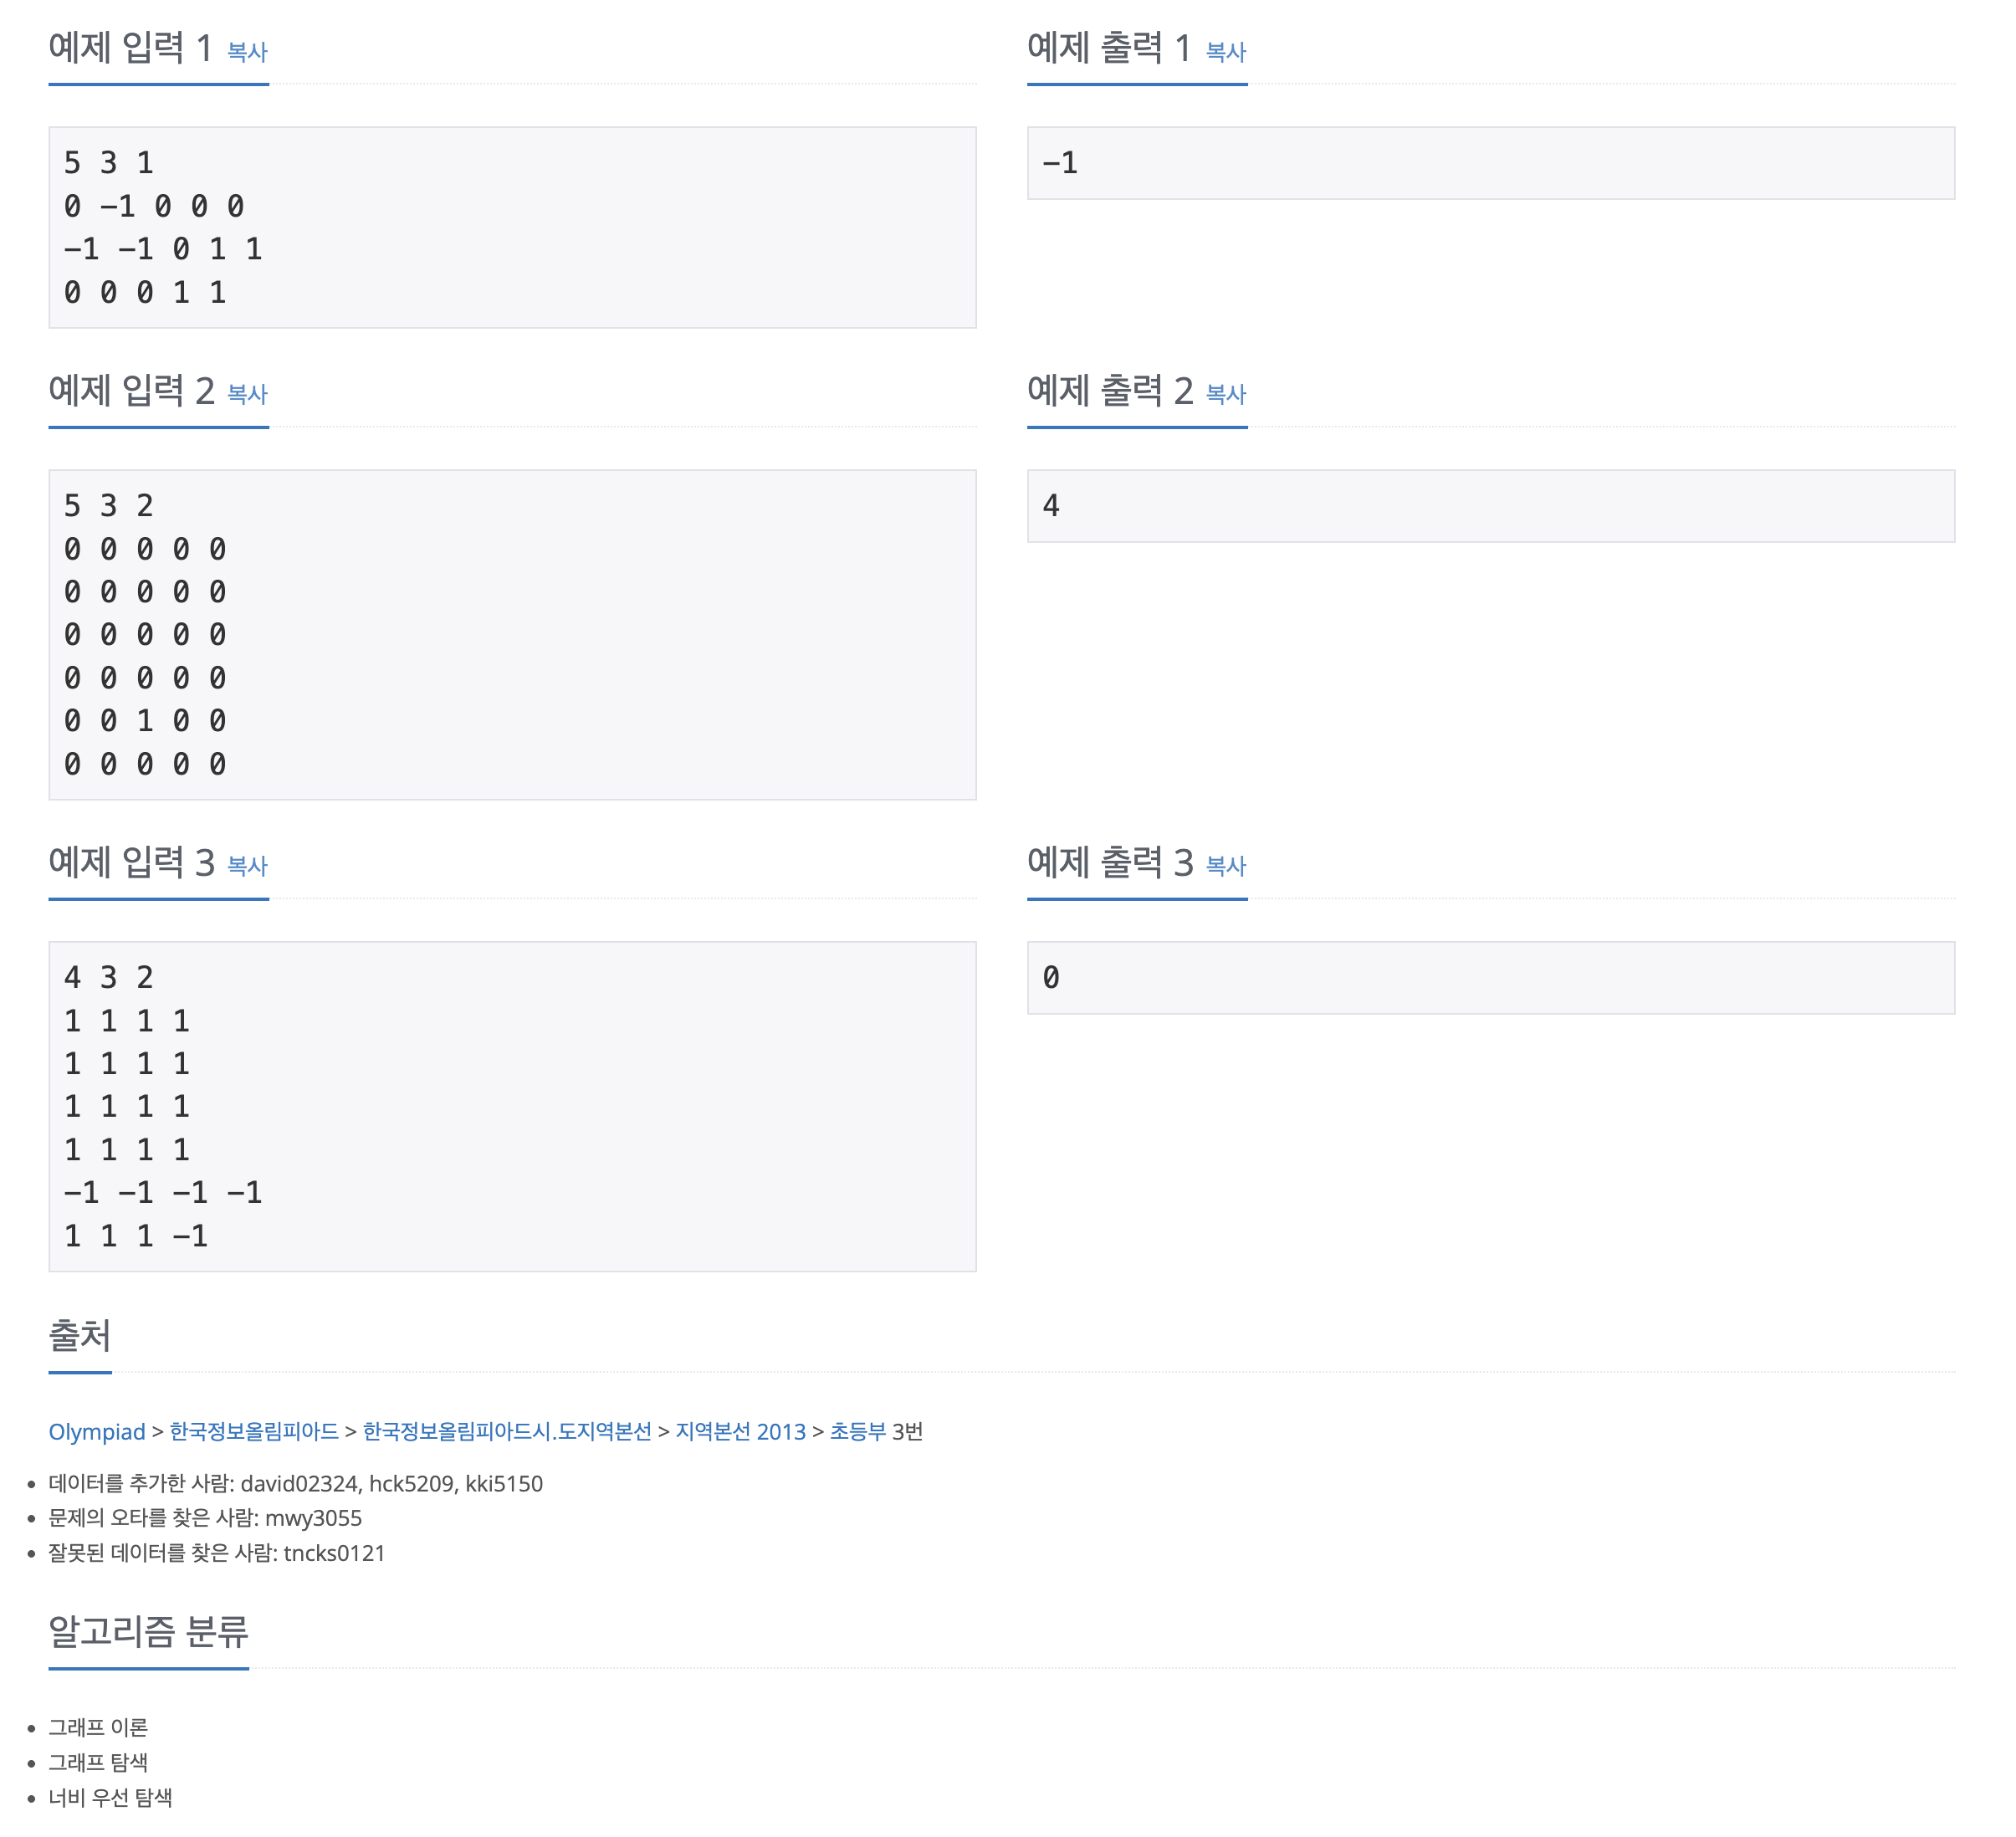 예제 입력 1 복사
예제 출력 1 복사
5 3 1
0 -1 0 0 0
-1 -1 0 1 1
0 0 0 1 1
-1
예제 입력 2 복사
예제 출력 2 복사
5 3 2
0 0 0 0 0
0 0 0 0 0
0 0 0 0 0
0 0 0 0 0
0 0 1 0 0
0 0 0 0 0
4
예제 입력 3 복사
예제 출력 3 복사
4 3 2
1 1 1 1
1 1 1 1
1 1 1 1
1 1 1 1
-1 -1 -1 -1
1 1 1 -1
0
출처
Olympiad > 한국정보올림피아드 > 한국정보올림피아드시.도지역본선 > 지역본선 2013 > 초등부 3번
• 데이터를 추가한 사람: david02324, hck5209, kki5150
• 문제의 오타를 찾은 사람: mwy3055
• 잘못된 데이터를 찾은 사람: tncks0121
알고리즘 분류
• 그래프 이론
• 그래프 탐색
• 너비 우선 탐색